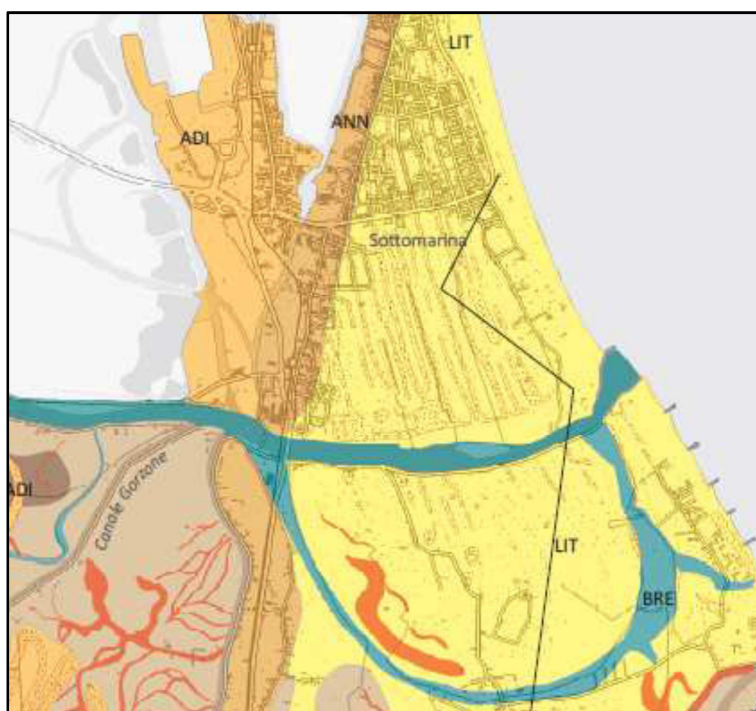 LIT
ANN
ADI
Sottomarina
Canale Gorzone
ADI
LIT
BRE